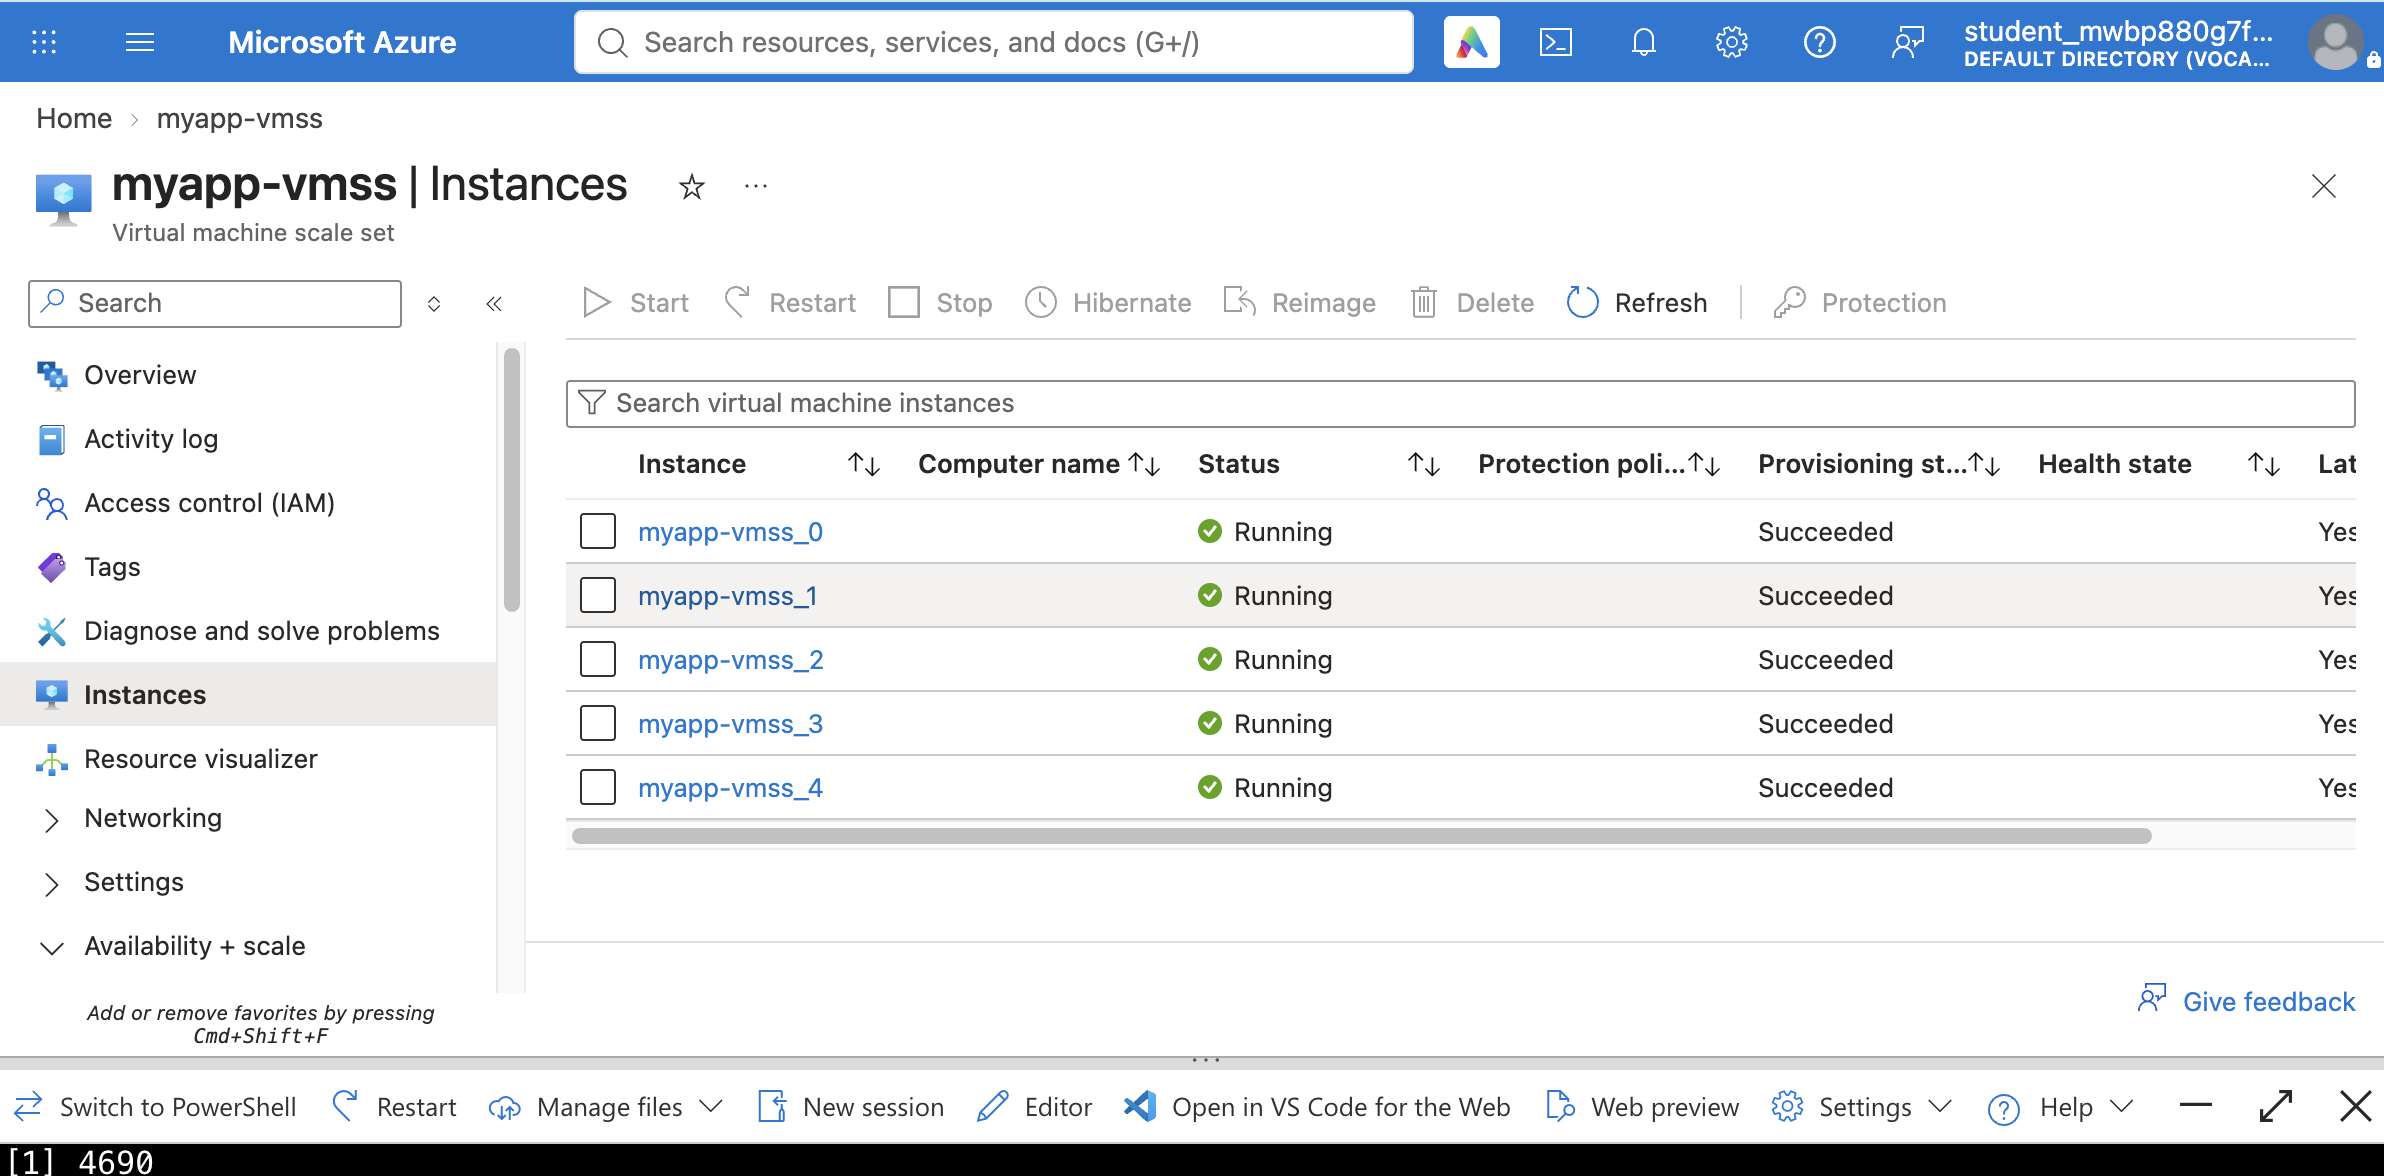 Microsoft Azure
Search resources, services, and docs (G+/)
student_mwbp880g7f...
DEFAULT DIRECTORY (VOCA...
Home > myapp-vmss
myapp-vmss | Instances
Virtual machine scale set
Search
Start Restart Stop Hibernate Reimage Delete Refresh Protection
Overview
Activity log
Access control (IAM)
Tags
Diagnose and solve problems
Instances
Resource visualizer
Networking
Settings
Availability + scale
Add or remove favorites by pressing
Cmd+Shift+F
Search virtual machine instances
Instance Computer name Status Protection poli... Provisioning st... Health state Lat
myapp-vmss_0 Running Succeeded Yes
myapp-vmss_1 Running Succeeded Yes
myapp-vmss_2 Running Succeeded Yes
myapp-vmss_3 Running Succeeded Yes
myapp-vmss_4 Running Succeeded Yes
Give feedback
Switch to PowerShell Restart Manage files New session Editor Open in VS Code for the Web Web preview Settings Help
[1] 4690